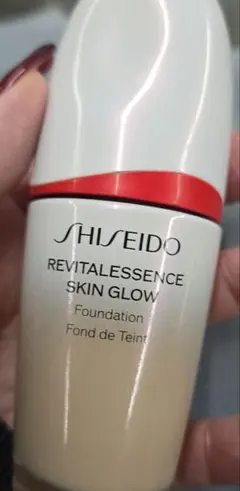 SHISEIDO
REVITALESSENCE
SKIN GLOW
Foundation
Fond de Teint